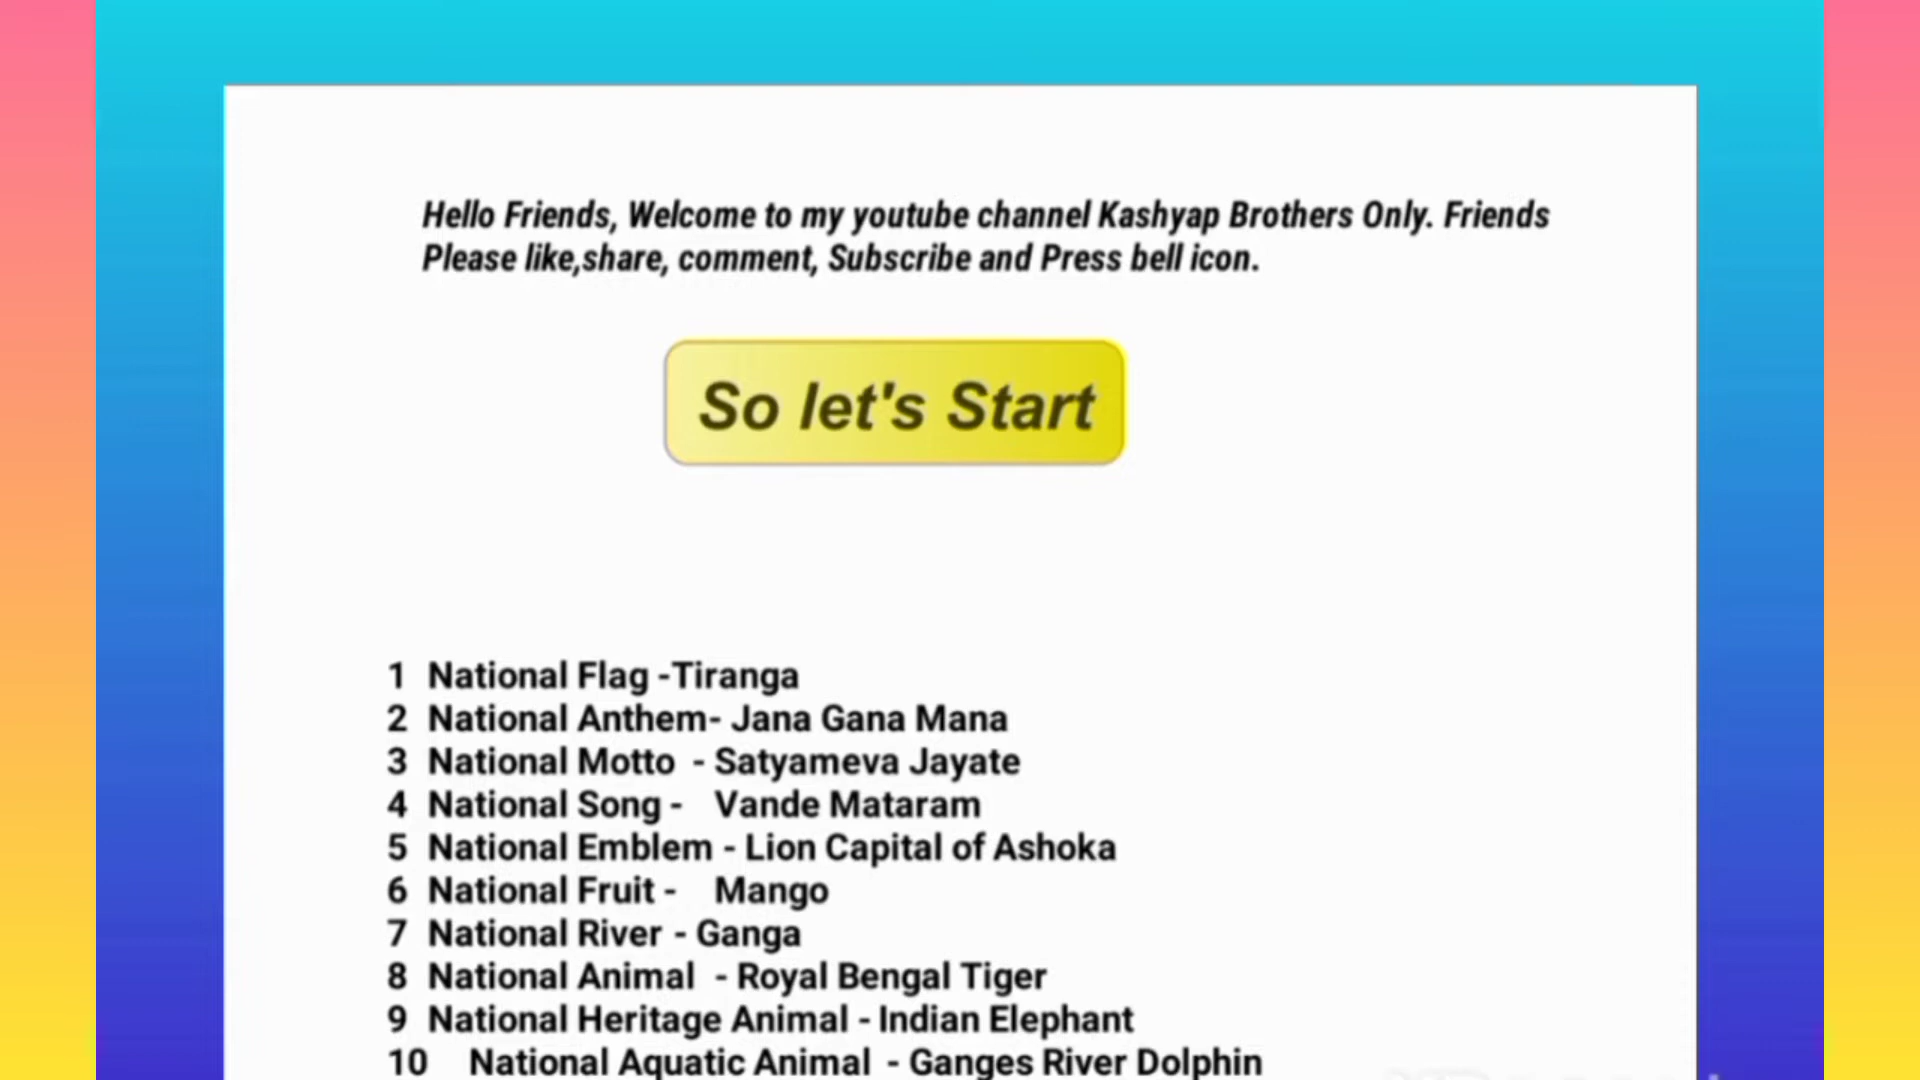 Hello Friends, Welcome to my youtube channel Kashyap Brothers Only. Friends
Please like,share, comment, Subscribe and Press bell icon.
So let's Start
1 National Flag -Tiranga
2 National Anthem- Jana Gana Mana
3 National Motto - Satyameva Jayate
4 National Song - Vande Mataram
5 National Emblem - Lion Capital of Ashoka
6 National Fruit - Mango
7 National River - Ganga
8 National Animal - Royal Bengal Tiger
9 National Heritage Animal - Indian Elephant
10 National Aquatic Animal - Ganges River Dolphin